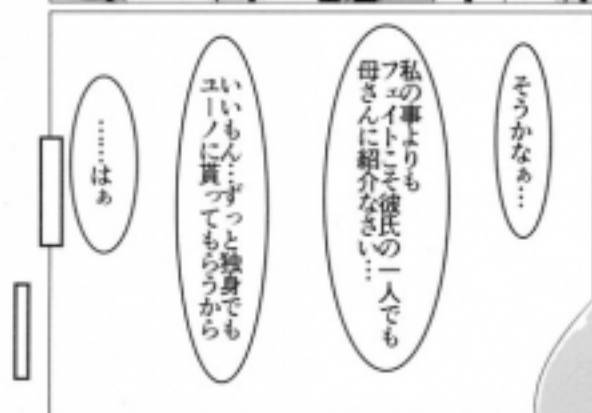 そうかなぁ…
私の事よりも
フェイトこそ彼氏の一人でも
母さんに紹介なさい…
いいもん…ずっと独身でも
ユーノに貰ってもらうから
……はぁ